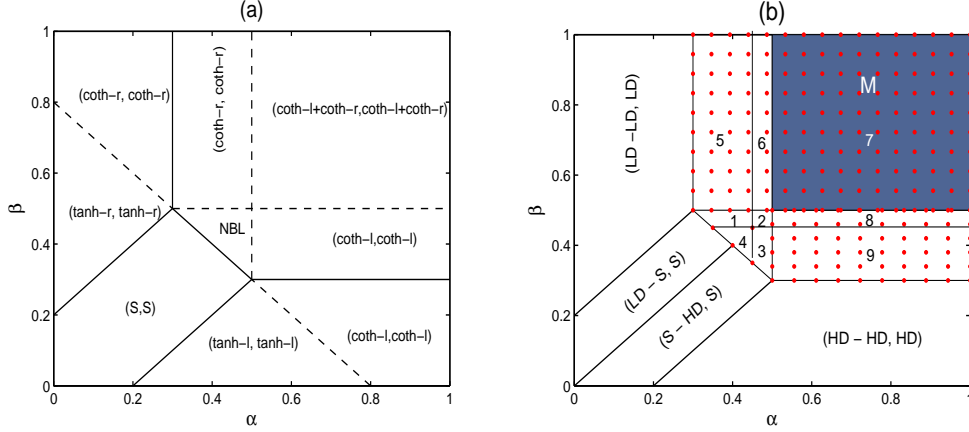 (a)
1
0.8
0.6
0.4
0.2
0
β
(coth−r, coth−r)
(coth−r, coth−r)
(coth−l+coth−r,coth−l+coth−r)
(tanh−r, tanh−r)
NBL
(coth−l,coth−l)
(S,S)
(tanh−l, tanh−l)
(coth−l,coth−l)
0 0.2 0.4 0.6 0.8 1
α
(b)
1
0.8
0.6
0.4
0.2
0
β
(LD −LD, LD)
M
5 6 7
1 2 8
4 3 9
(LD − S, S)
(S − HD, S)
(HD − HD, HD)
0 0.2 0.4 0.6 0.8 1
α